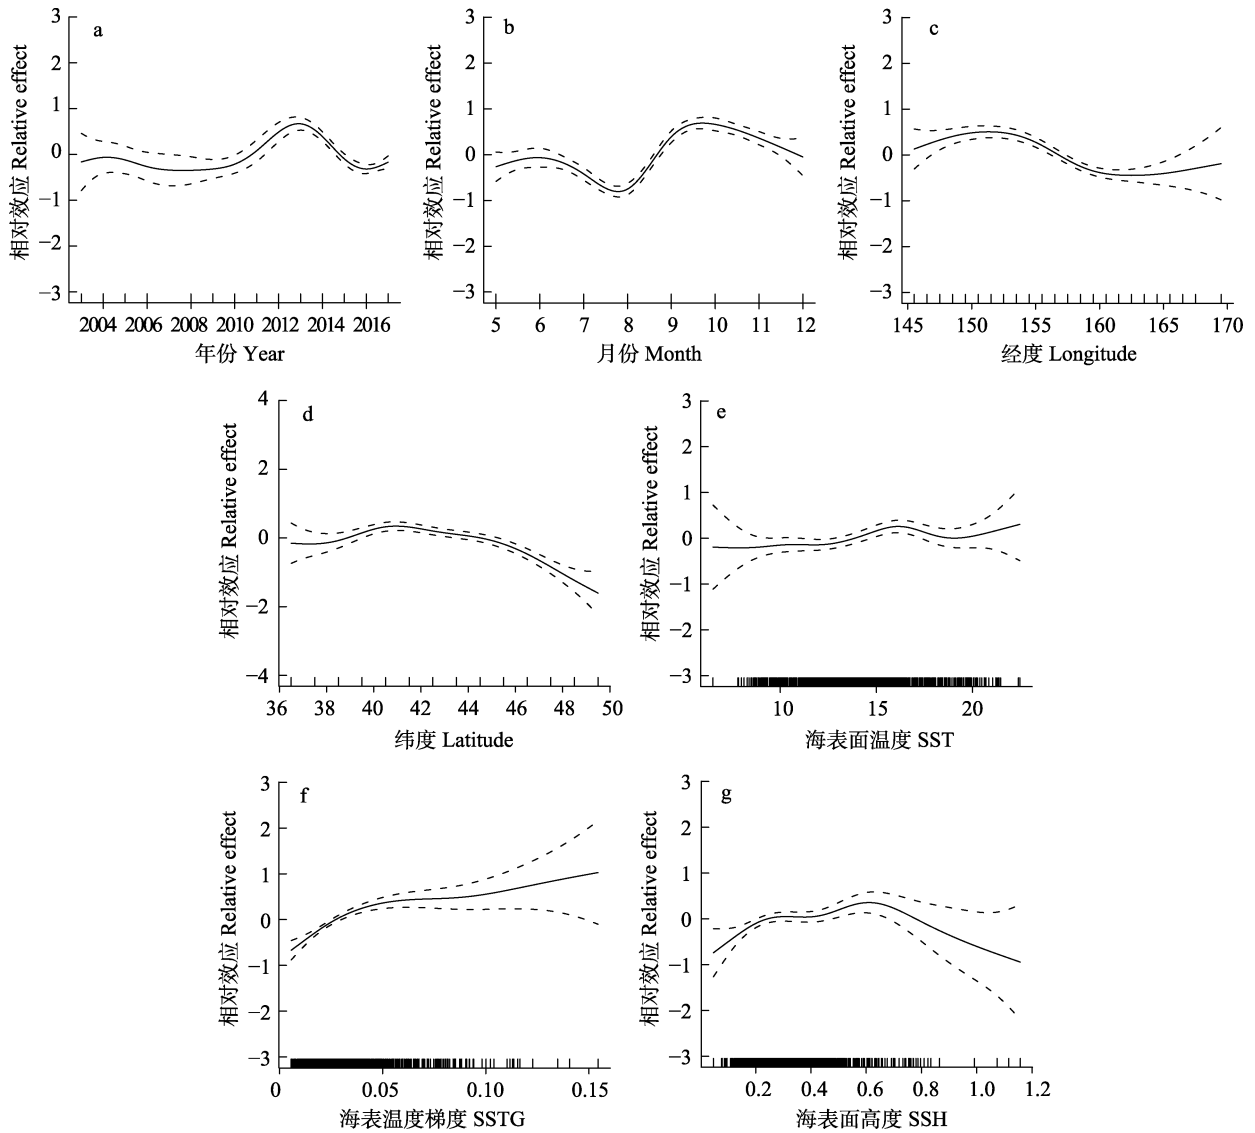 a
3
2
1
0
−1
−2
−3
相对效应 Relative effect
2004 2006 2008 2010 2012 2014 2016
年份 Year
b
3
2
1
0
−1
−2
−3
相对效应 Relative effect
5 6 7 8 9 10 11 12
月份 Month
c
3
2
1
0
−1
−2
−3
相对效应 Relative effect
145 150 155 160 165 170
经度 Longitude
d
4
2
0
−2
−4
相对效应 Relative effect
36 38 40 42 44 46 48 50
纬度 Latitude
e
3
2
1
0
−1
−2
−3
相对效应 Relative effect
10 15 20
海表面温度 SST
f
3
2
1
0
−1
−2
−3
相对效应 Relative effect
0 0.05 0.10 0.15
海表温度梯度 SSTG
g
3
2
1
0
−1
−2
−3
相对效应 Relative effect
0.2 0.4 0.6 0.8 1.0 1.2
海表面高度 SSH